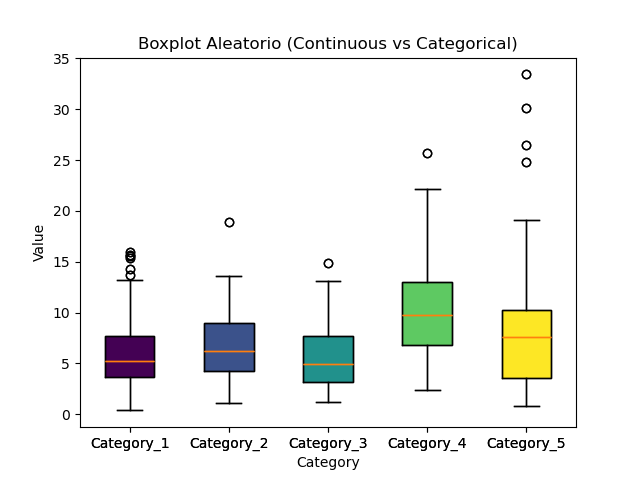 Boxplot Aleatorio (Continuous vs Categorical)
35
30
25
20
15
10
5
0
Value
Category_1 Category_2 Category_3 Category_4 Category_5
Category